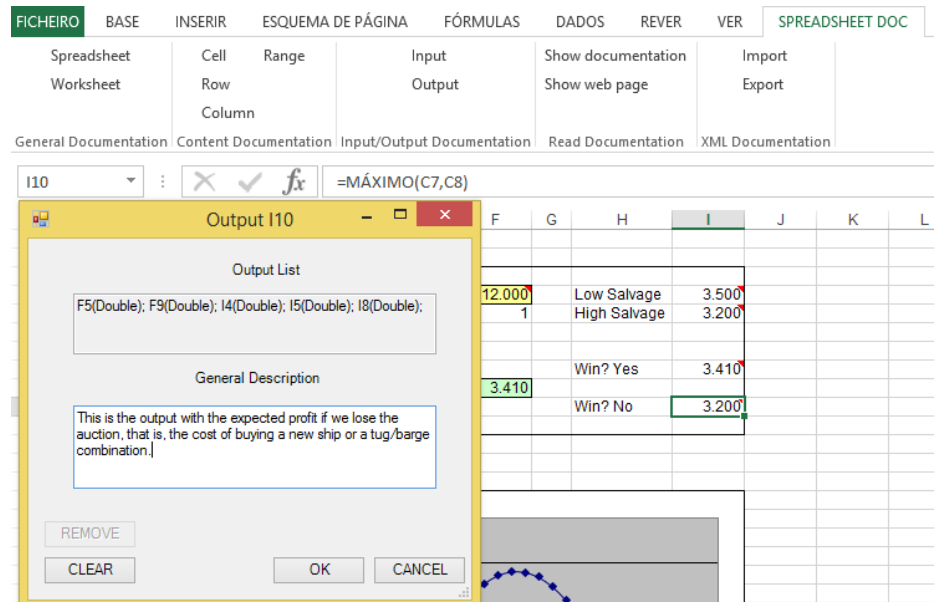 FICHEIRO BASE INSERIR ESQUEMA DE PÁGINA FÓRMULAS DADOS REVER VER SPREADSHEET DOC
Spreadsheet Cell Range Input Show documentation Import
Worksheet Row Output Show web page Export
Column
General Documentation Content Documentation Input/Output Documentation Read Documentation XML Documentation
I10 fx =MÁXIMO(C7,C8)
Output I10
F G H I J K L
Output List
F5(Double); F9(Double); I4(Double); I5(Double); I8(Double);
12.000 Low Salvage 3.500
1 High Salvage 3.200
Win? Yes 3.410
General Description
3.410
Win? No 3.200
This is the output with the expected profit if we lose the
auction, that is, the cost of buying a new ship or a tug/barge
combination.
REMOVE
CLEAR OK CANCEL